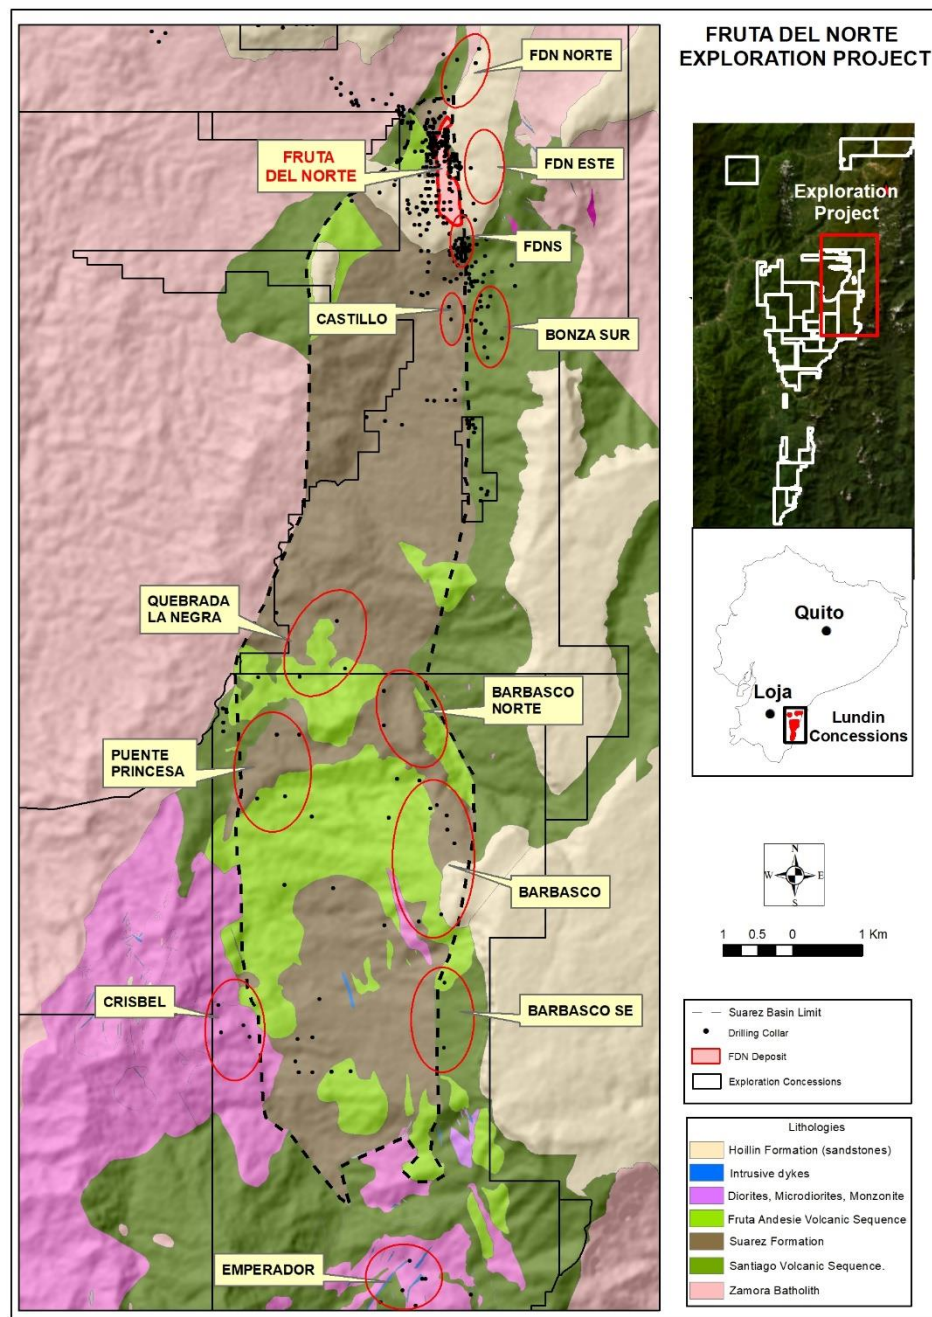 FRUTA DEL NORTE
EXPLORATION PROJECT
FDN NORTE
FRUTA
DEL NORTE
FDN ESTE
FDNS
CASTILLO
BONZA SUR
QUEBRADA
LA NEGRA
BARBASCO
NORTE
PUENTE
PRINCESA
BARBASCO
CRISBEL
BARBASCO SE
EMPERADOR
Exploration
Project
Quito
Loja
Lundin
Concessions
N
W E
S
1 0.5 0 1 Km
Suarez Basin Limit
Drilling Collar
FDN Deposit
Exploration Concessions
Lithologies
Hoillin Formation (sandstones)
Intrusive dykes
Diorites, Microdiorites, Monzonite
Fruta Andesie Volcanic Sequence
Suarez Formation
Santiago Volcanic Sequence.
Zamora Batholith